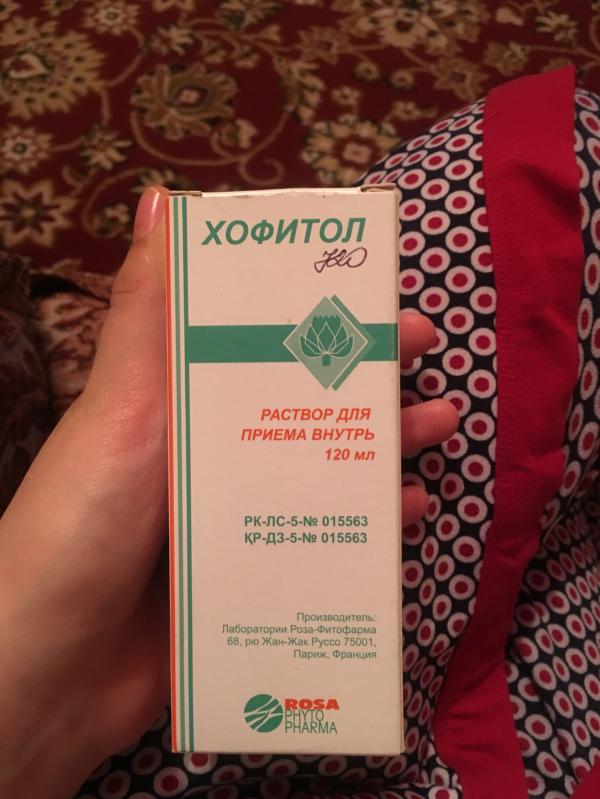 ХОФИТОЛ
РАСТВОР ДЛЯ
ПРИЕМА ВНУТРЬ
120 мл
РК-ЛС-5-№ 015563
ҚР-ДЗ-5-№ 015563
Производитель:
Лаборатории Роза-Фитофарма
68, рю Жан-Жак Руссо 75001,
Париж, Франция
ROSA
PHYTO
PHARMA